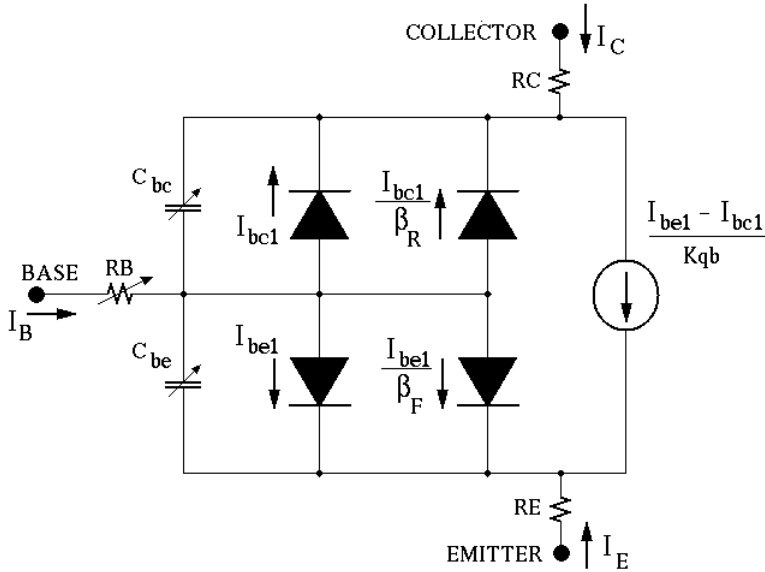 COLLECTOR
I_C
RC
C_bc
I_bc1
I_bc1
β_R
I_be1 - I_bc1
Kqb
BASE
RB
I_B
C_be
I_be1
I_be1
β_F
RE
EMITTER
I_E